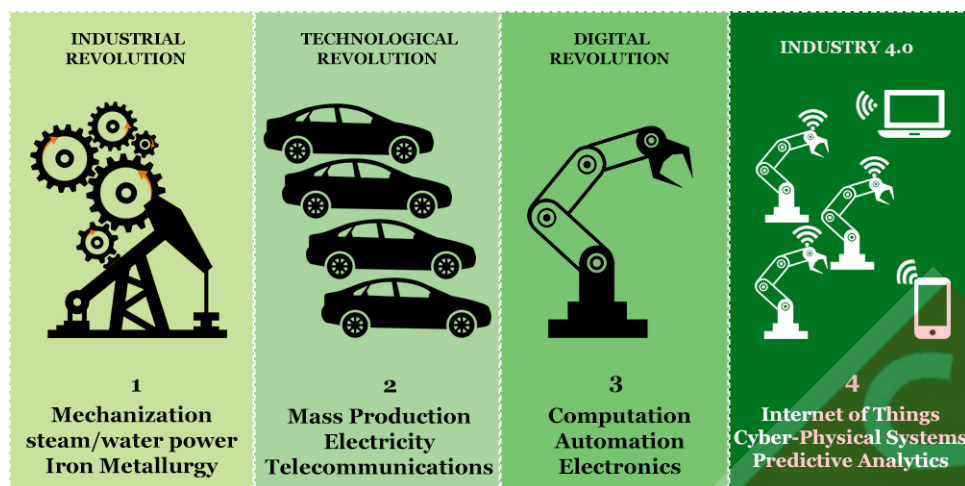 INDUSTRIAL
REVOLUTION
1
Mechanization
steam/water power
Iron Metallurgy
TECHNOLOGICAL
REVOLUTION
2
Mass Production
Electricity
Telecommunications
DIGITAL
REVOLUTION
3
Computation
Automation
Electronics
INDUSTRY 4.0
4
Internet of Things
Cyber-Physical Systems
Predictive Analytics